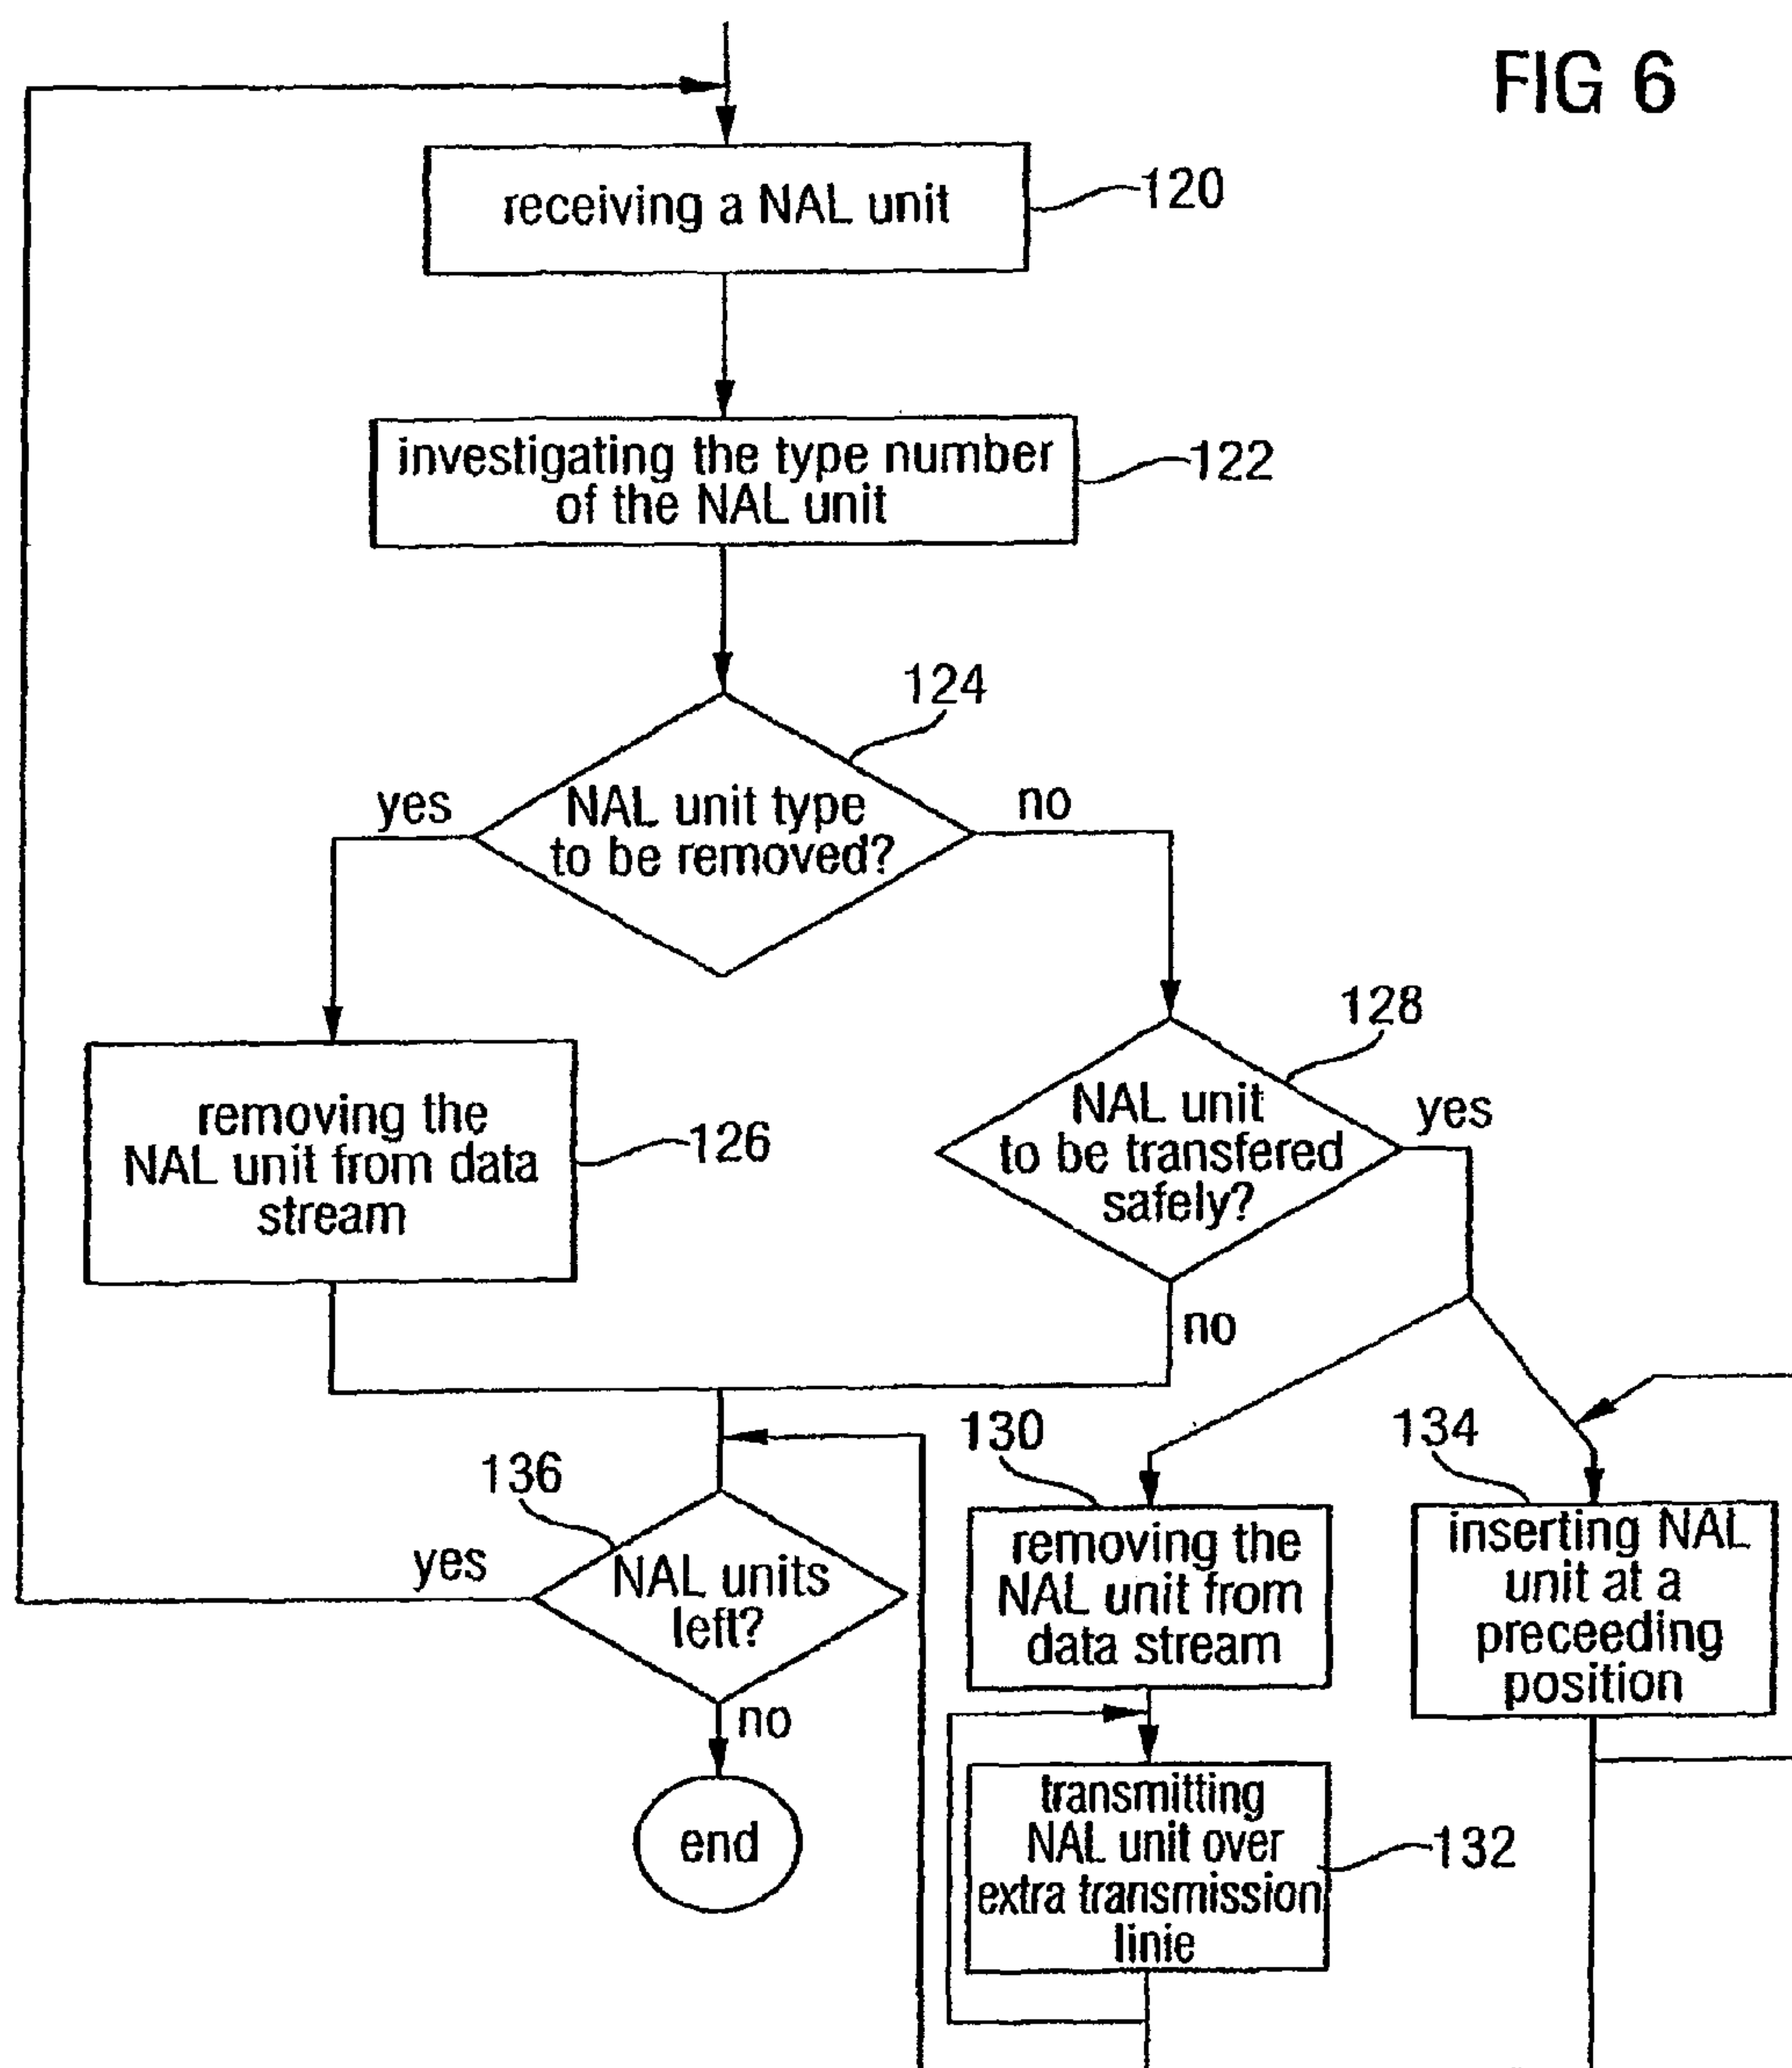 FIG 6
receiving a NAL unit
120
investigating the type number
of the NAL unit
122
124
NAL unit type
to be removed?
yes
no
128
removing the
NAL unit from data
stream
126
NAL unit
to be transfered
safely?
yes
no
136
NAL units
left?
yes
no
end
130
removing the
NAL unit from
data stream
134
inserting NAL
unit at a
preceeding
position
transmitting
NAL unit over
extra transmission
linie
132